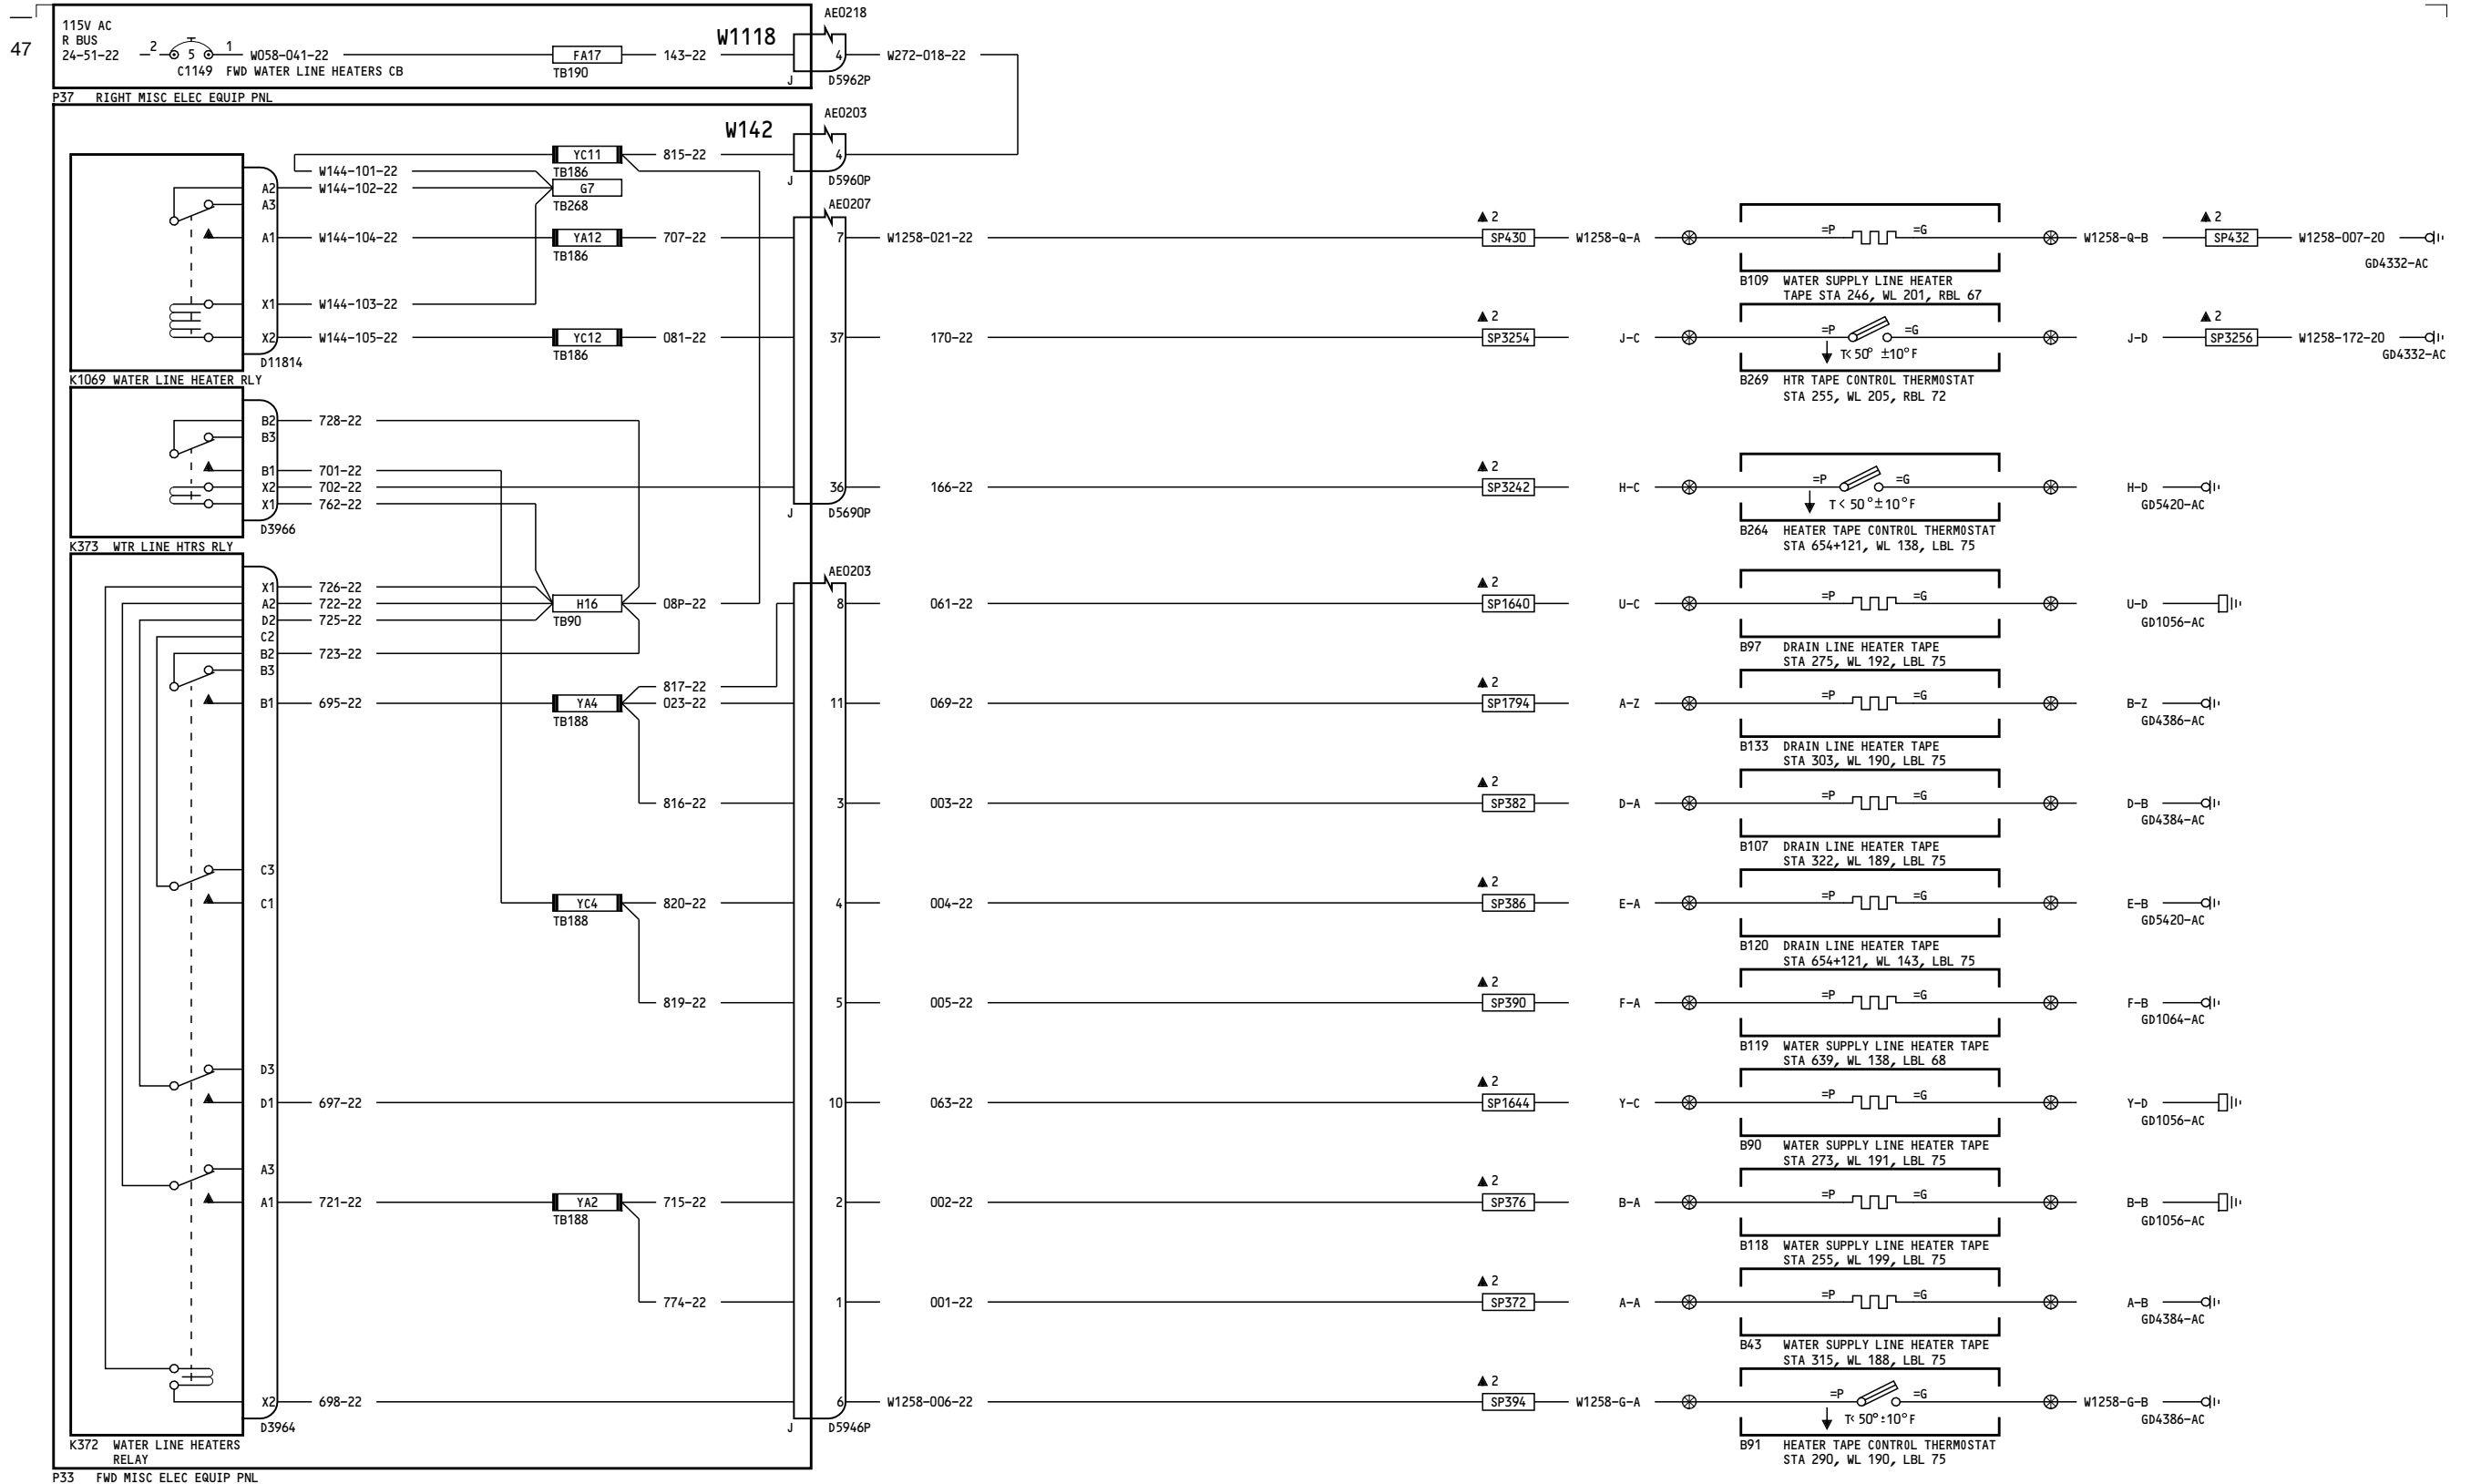 47
115V AC
R BUS
24-51-22
2 5 1 W058-041-22 FA17 143-22 W1118 J 4 AE0218 D5962P W272-018-22
C1149 FWD WATER LINE HEATERS CB
TB190
P37 RIGHT MISC ELEC EQUIP PNL
W142
AE0203
YC11 815-22 4
TB186
J D5960P
W144-101-22
A2 W144-102-22 G7
TB268
A3
AE0207
A1 W144-104-22 YA12 707-22 7 W1258-021-22 ▲2 SP430 W1258-Q-A =P =G W1258-Q-B ▲2 SP432 W1258-007-20
TB186
GD4332-AC
B109 WATER SUPPLY LINE HEATER
TAPE STA 246, WL 201, RBL 67
X1 W144-103-22
X2 W144-105-22 YC12 081-22 37 170-22 ▲2 SP3254 J-C =P =G J-D ▲2 SP3256 W1258-172-20
TB186
T<50° ±10°F
GD4332-AC
D11814
K1069 WATER LINE HEATER RLY
B269 HTR TAPE CONTROL THERMOSTAT
STA 255, WL 205, RBL 72
B2 728-22
B3
B1 701-22
X2 702-22 36 166-22 ▲2 SP3242 H-C =P =G H-D
X1 762-22
T<50°±10°F
GD5420-AC
J D5690P
D3966
K373 WTR LINE HTRS RLY
B264 HEATER TAPE CONTROL THERMOSTAT
STA 654+121, WL 138, LBL 75
AE0203
X1 726-22
A2 722-22 H16 08P-22 8 061-22 ▲2 SP1640 U-C =P =G U-D
D2 725-22 TB90
GD1056-AC
C2
B2 723-22
B97 DRAIN LINE HEATER TAPE
STA 275, WL 192, LBL 75
B3
817-22
B1 695-22 YA4 023-22 11 069-22 ▲2 SP1794 A-Z =P =G B-Z
TB188
GD4386-AC
B133 DRAIN LINE HEATER TAPE
STA 303, WL 190, LBL 75
816-22 3 003-22 ▲2 SP382 D-A =P =G D-B
GD4384-AC
B107 DRAIN LINE HEATER TAPE
STA 322, WL 189, LBL 75
C3
C1 YC4 820-22 4 004-22 ▲2 SP386 E-A =P =G E-B
TB188
GD5420-AC
B120 DRAIN LINE HEATER TAPE
STA 654+121, WL 143, LBL 75
819-22 5 005-22 ▲2 SP390 F-A =P =G F-B
GD1064-AC
B119 WATER SUPPLY LINE HEATER TAPE
STA 639, WL 138, LBL 68
D3
D1 697-22 10 063-22 ▲2 SP1644 Y-C =P =G Y-D
GD1056-AC
B90 WATER SUPPLY LINE HEATER TAPE
STA 273, WL 191, LBL 75
A3
A1 721-22 YA2 715-22 2 002-22 ▲2 SP376 B-A =P =G B-B
TB188
GD1056-AC
B118 WATER SUPPLY LINE HEATER TAPE
STA 255, WL 199, LBL 75
774-22 1 001-22 ▲2 SP372 A-A =P =G A-B
GD4384-AC
B43 WATER SUPPLY LINE HEATER TAPE
STA 315, WL 188, LBL 75
X2 698-22 6 W1258-006-22 ▲2 SP394 W1258-G-A =P =G W1258-G-B
T<50°±10°F
GD4386-AC
D3964
J D5946P
K372 WATER LINE HEATERS
RELAY
B91 HEATER TAPE CONTROL THERMOSTAT
STA 290, WL 190, LBL 75
P33 FWD MISC ELEC EQUIP PNL